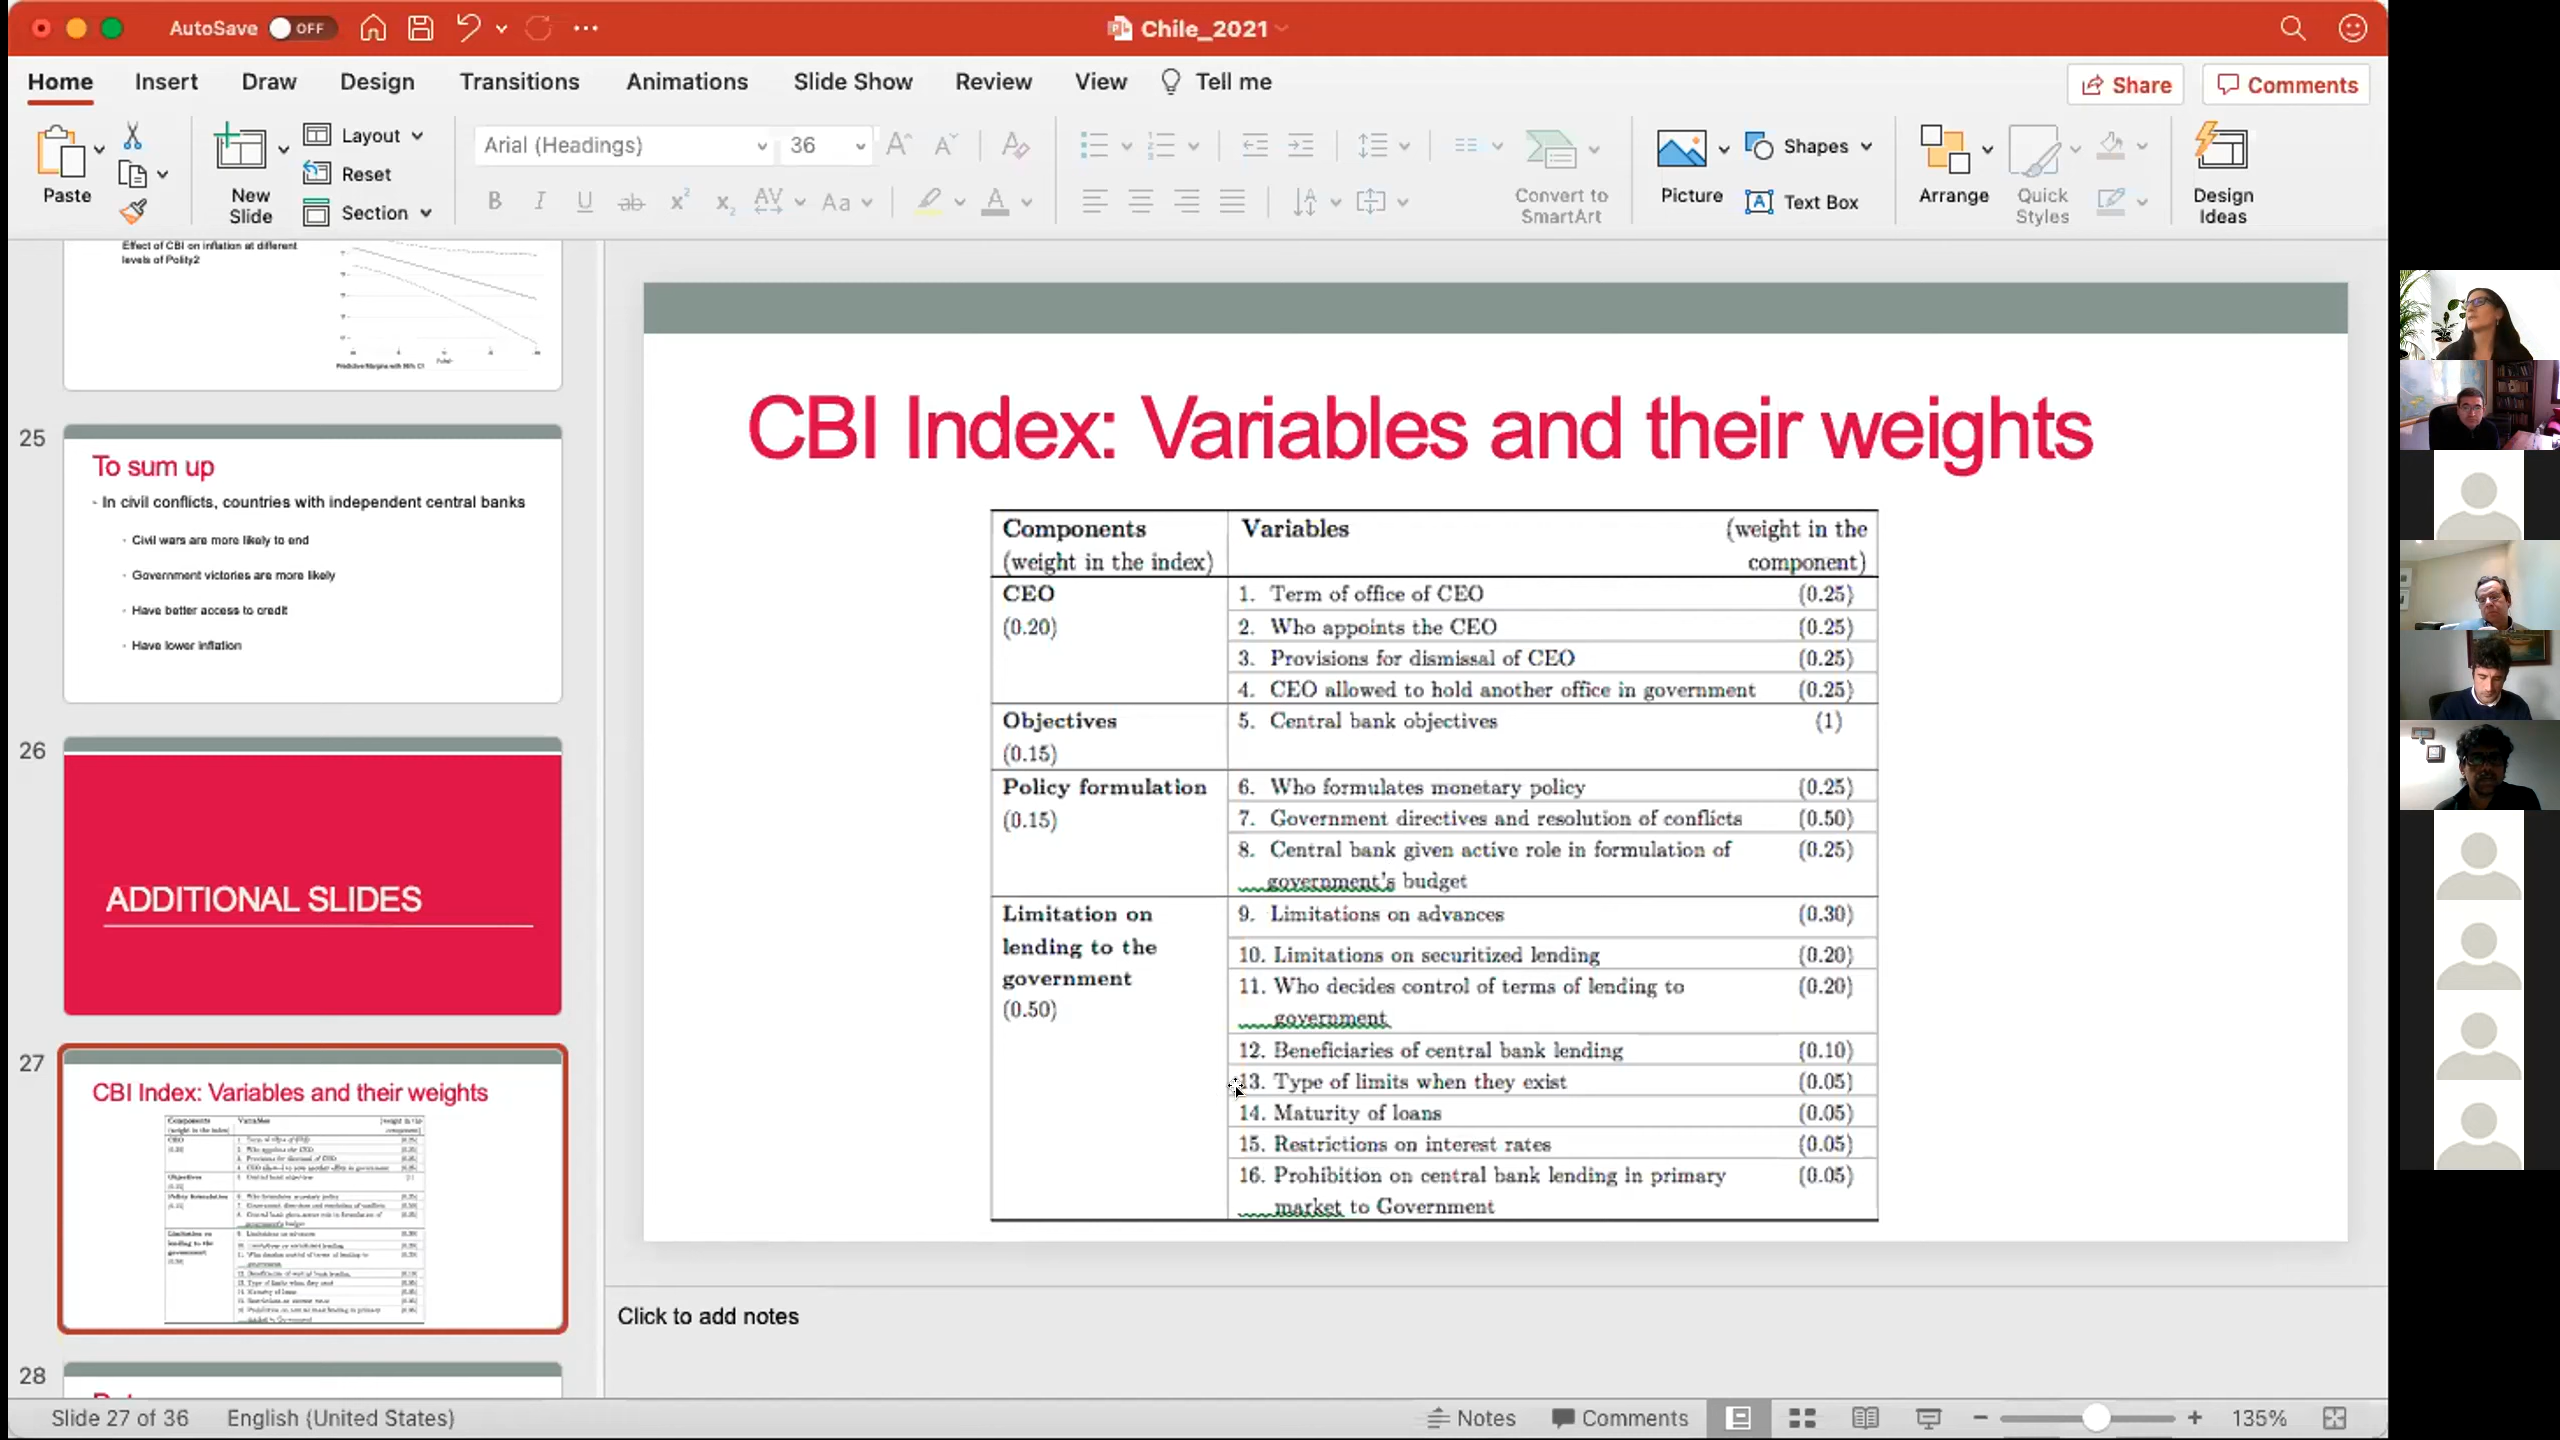 AutoSave OFF
Chile_2021
Home Insert Draw Design Transitions Animations Slide Show Review View Tell me
Share Comments
Paste
New Slide
Layout
Reset
Section
Arial (Headings) 36
Convert to SmartArt
Picture
Shapes
Text Box
Arrange
Quick Styles
Design Ideas
Effect of CBI on inflation at different
levels of Polity2
Predictive Margins with 95% CI
25
To sum up
- In civil conflicts, countries with independent central banks
· Civil wars are more likely to end
· Government victories are more likely
· Have better access to credit
· Have lower inflation
26
ADDITIONAL SLIDES
27
CBI Index: Variables and their weights
28
CBI Index: Variables and their weights
Components Variables (weight in the
(weight in the index) component)
CEO 1. Term of office of CEO (0.25)
(0.20) 2. Who appoints the CEO (0.25)
3. Provisions for dismissal of CEO (0.25)
4. CEO allowed to hold another office in government (0.25)
Objectives 5. Central bank objectives (1)
(0.15)
Policy formulation 6. Who formulates monetary policy (0.25)
(0.15) 7. Government directives and resolution of conflicts (0.50)
8. Central bank given active role in formulation of (0.25)
government's budget
Limitation on 9. Limitations on advances (0.30)
lending to the 10. Limitations on securitized lending (0.20)
government 11. Who decides control of terms of lending to (0.20)
(0.50) government
12. Beneficiaries of central bank lending (0.10)
13. Type of limits when they exist (0.05)
14. Maturity of loans (0.05)
15. Restrictions on interest rates (0.05)
16. Prohibition on central bank lending in primary (0.05)
market to Government
Click to add notes
Slide 27 of 36 English (United States) Notes Comments 135%